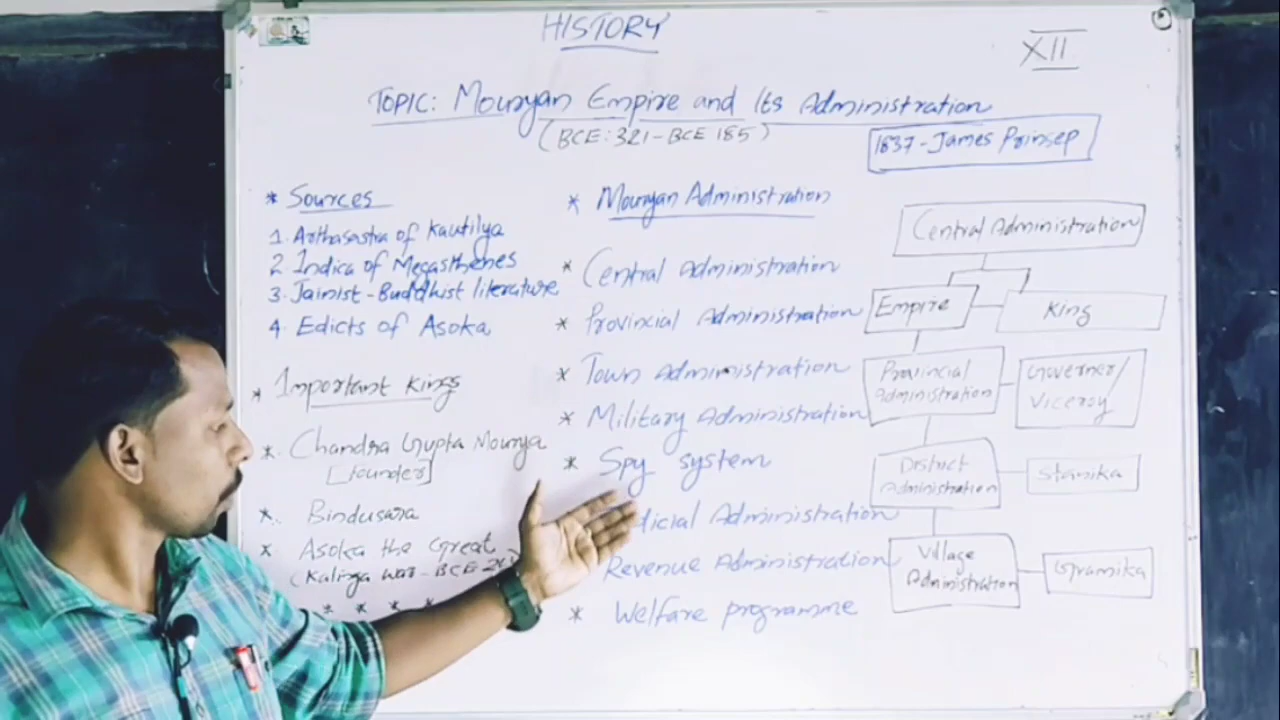 HISTORY
XII
TOPIC: Mouryan Empire and Its Administration
(BCE: 321 - BCE 185)
1837 - James Prinsep
* Sources
1. Arthasastra of Kautilya
2 Indica of Megasthenes
3. Jainist - Buddhist literature
4. Edicts of Asoka
* Important Kings
* Chandra Gupta Mourya
[founder]
* Bindusara
* Asoka the Great
(Kalinga war - BCE
* Mouryan Administration
* Central Administration
* Provincial Administration
* Town Administration
* Military Administration
* Spy system
Administration
Revenue Administration
* Welfare programme
Central Administration
Empire
King
Provincial
Administration
Governer/
Viceroy
District
Administration
Stanika
Village
Administration
Gramika